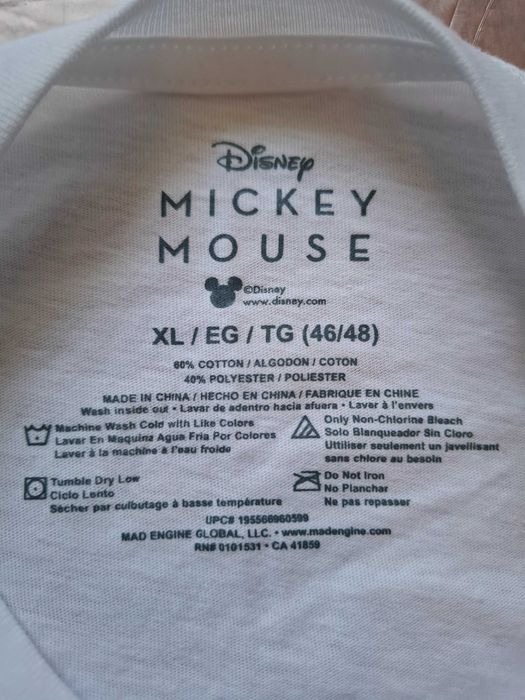 Disney
MICKEY
MOUSE
©Disney
www.disney.com
XL / EG / TG (46/48)
60% COTTON / ALGODON / COTON
40% POLYESTER / POLIESTER
MADE IN CHINA / HECHO EN CHINA / FABRIQUE EN CHINE
Wash inside out • Lavar de adentro hacia afuera • Laver à l'envers
Machine Wash Cold with Like Colors
Lavar En Maquina Agua Fria Por Colores
Laver à la machine à l'eau froide
Only Non-Chlorine Bleach
Solo Blanqueador Sin Cloro
Uttiliser seulement un javellisant
sans chlore au besoin
Tumble Dry Low
Ciclo Lento
Sécher par culbutage à basse température
Do Not Iron
No Planchar
Ne pas repasser
UPC# 195566960599
MAD ENGINE GLOBAL, LLC. • www.madengine.com
RN# 0101531 • CA 41859